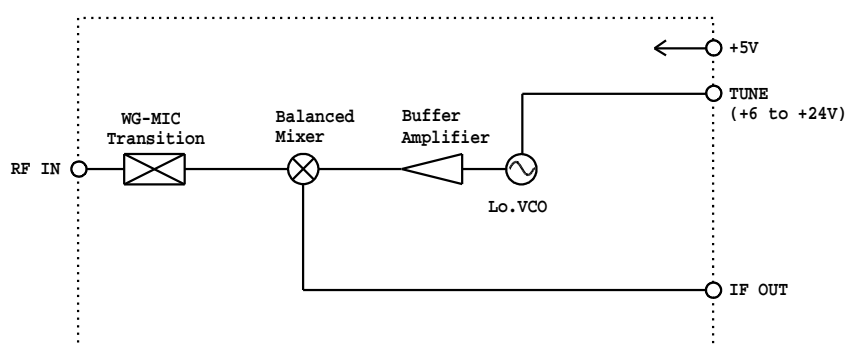 +5V
TUNE
(+6 to +24V)
WG-MIC
Transition
Balanced
Mixer
Buffer
Amplifier
RF IN
Lo.VCO
IF OUT